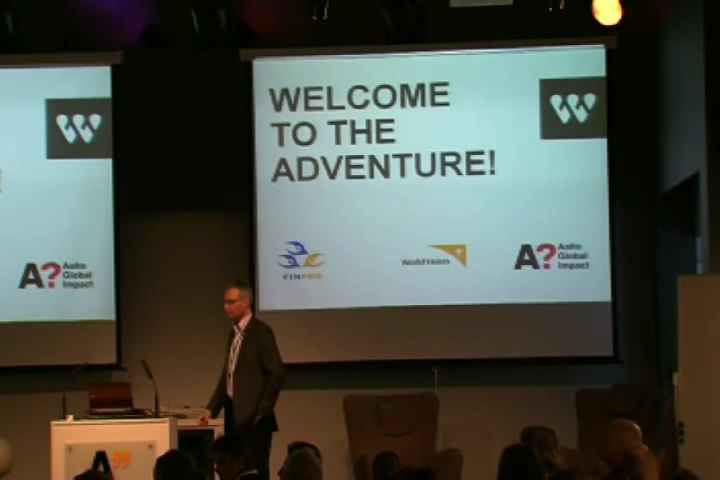 WELCOME
TO THE
ADVENTURE!
FINPRO
World Vision
A? Aalto
Global
Impact
A? Aalto
Global
Impact
A"